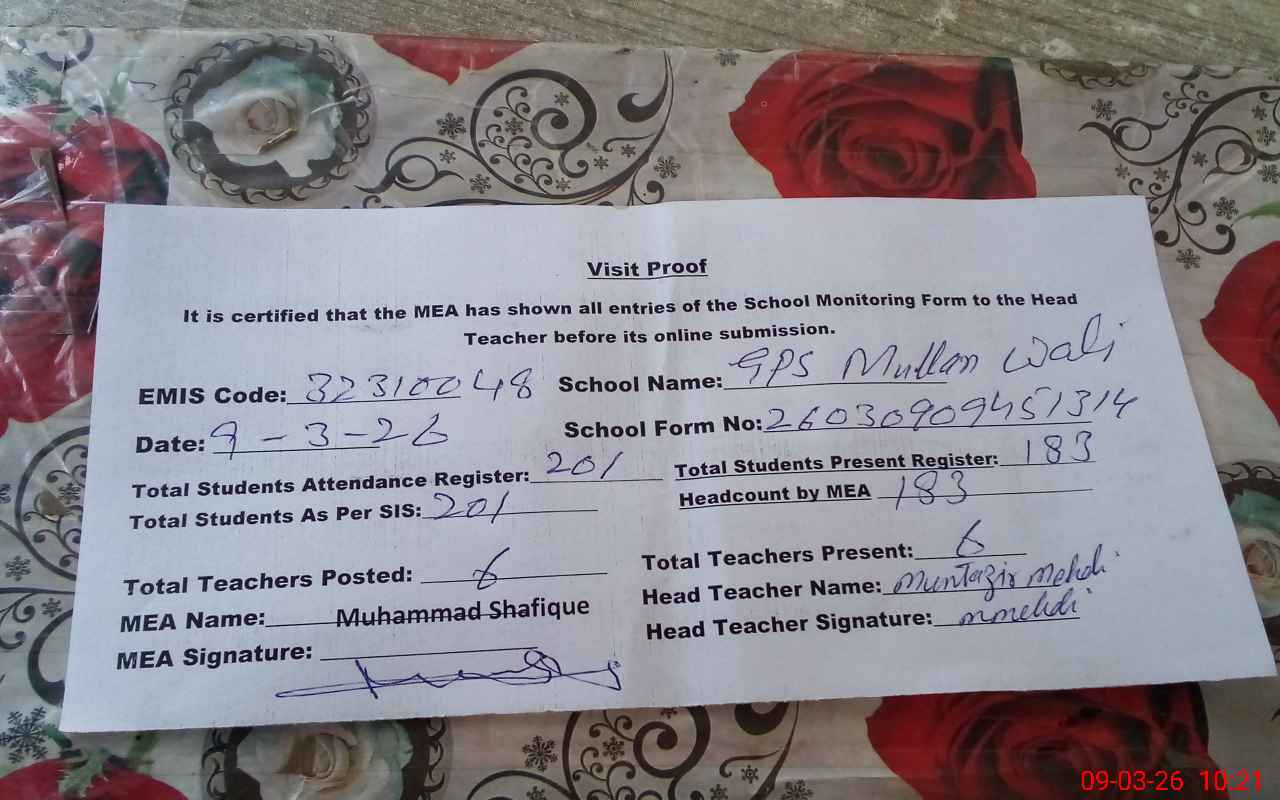 Visit Proof
It is certified that the MEA has shown all entries of the School Monitoring Form to the Head
Teacher before its online submission.
EMIS Code: 32310048 School Name: GPS Mullan Wali
Date: 9-3-26 School Form No: 26030909451314
Total Students Attendance Register: 201 Total Students Present Register: 183
Total Students As Per SIS: 201 Headcount by MEA 183
Total Teachers Posted: 6 Total Teachers Present: 6
MEA Name: Muhammad Shafique Head Teacher Name: Muntazir Mehdi
MEA Signature: Head Teacher Signature: mmehdi
09-03-26 10:21